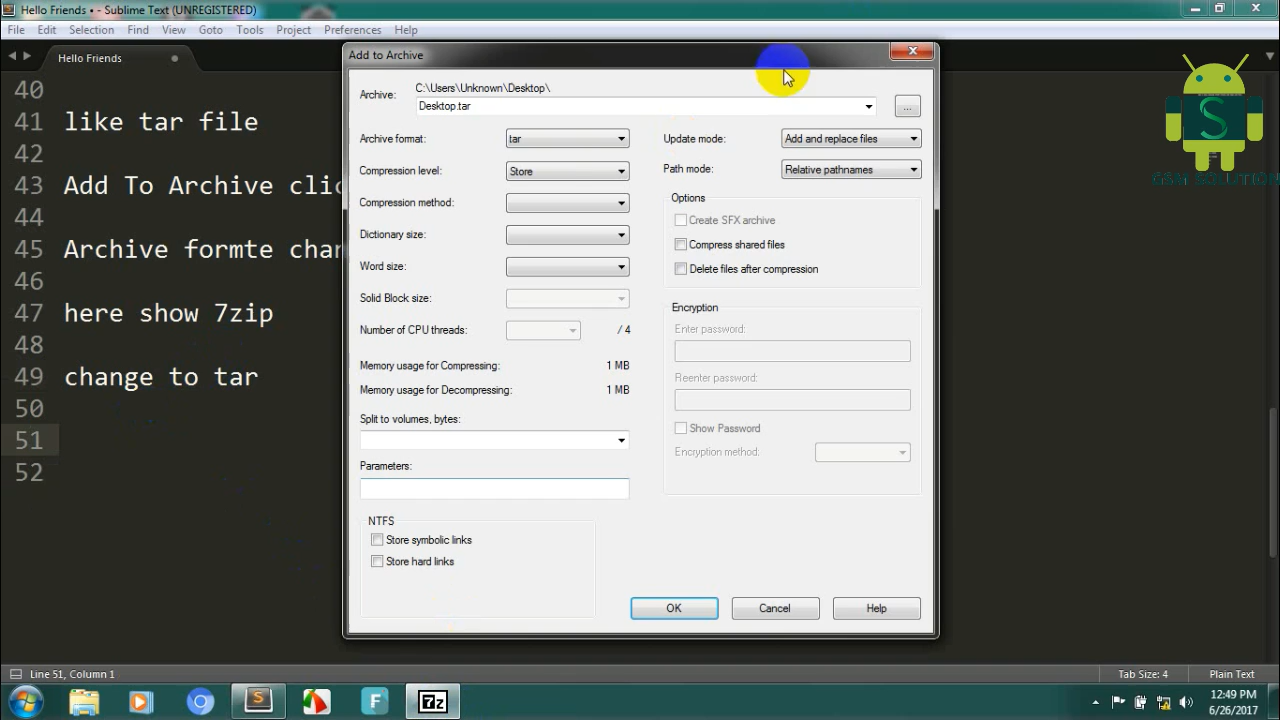 Hello Friends • - Sublime Text (UNREGISTERED)
File Edit Selection Find View Goto Tools Project Preferences Help
Hello Friends
40
41 like tar file
42
43 Add To Archive clic
44
45 Archive formte chan
46
47 here show 7zip
48
49 change to tar
50
51
52
Add to Archive
Archive: C:\Users\Unknown\Desktop\
Desktop.tar
...
Archive format: tar
Compression level: Store
Compression method:
Dictionary size:
Word size:
Solid Block size:
Number of CPU threads: / 4
Memory usage for Compressing: 1 MB
Memory usage for Decompressing: 1 MB
Split to volumes, bytes:
Parameters:
NTFS
Store symbolic links
Store hard links
Update mode: Add and replace files
Path mode: Relative pathnames
Options
Create SFX archive
Compress shared files
Delete files after compression
Encryption
Enter password:
Reenter password:
Show Password
Encryption method:
OK Cancel Help
S
GSM SOLUTION
Line 51, Column 1 Tab Size: 4 Plain Text
S F 7z
12:49 PM
6/26/2017